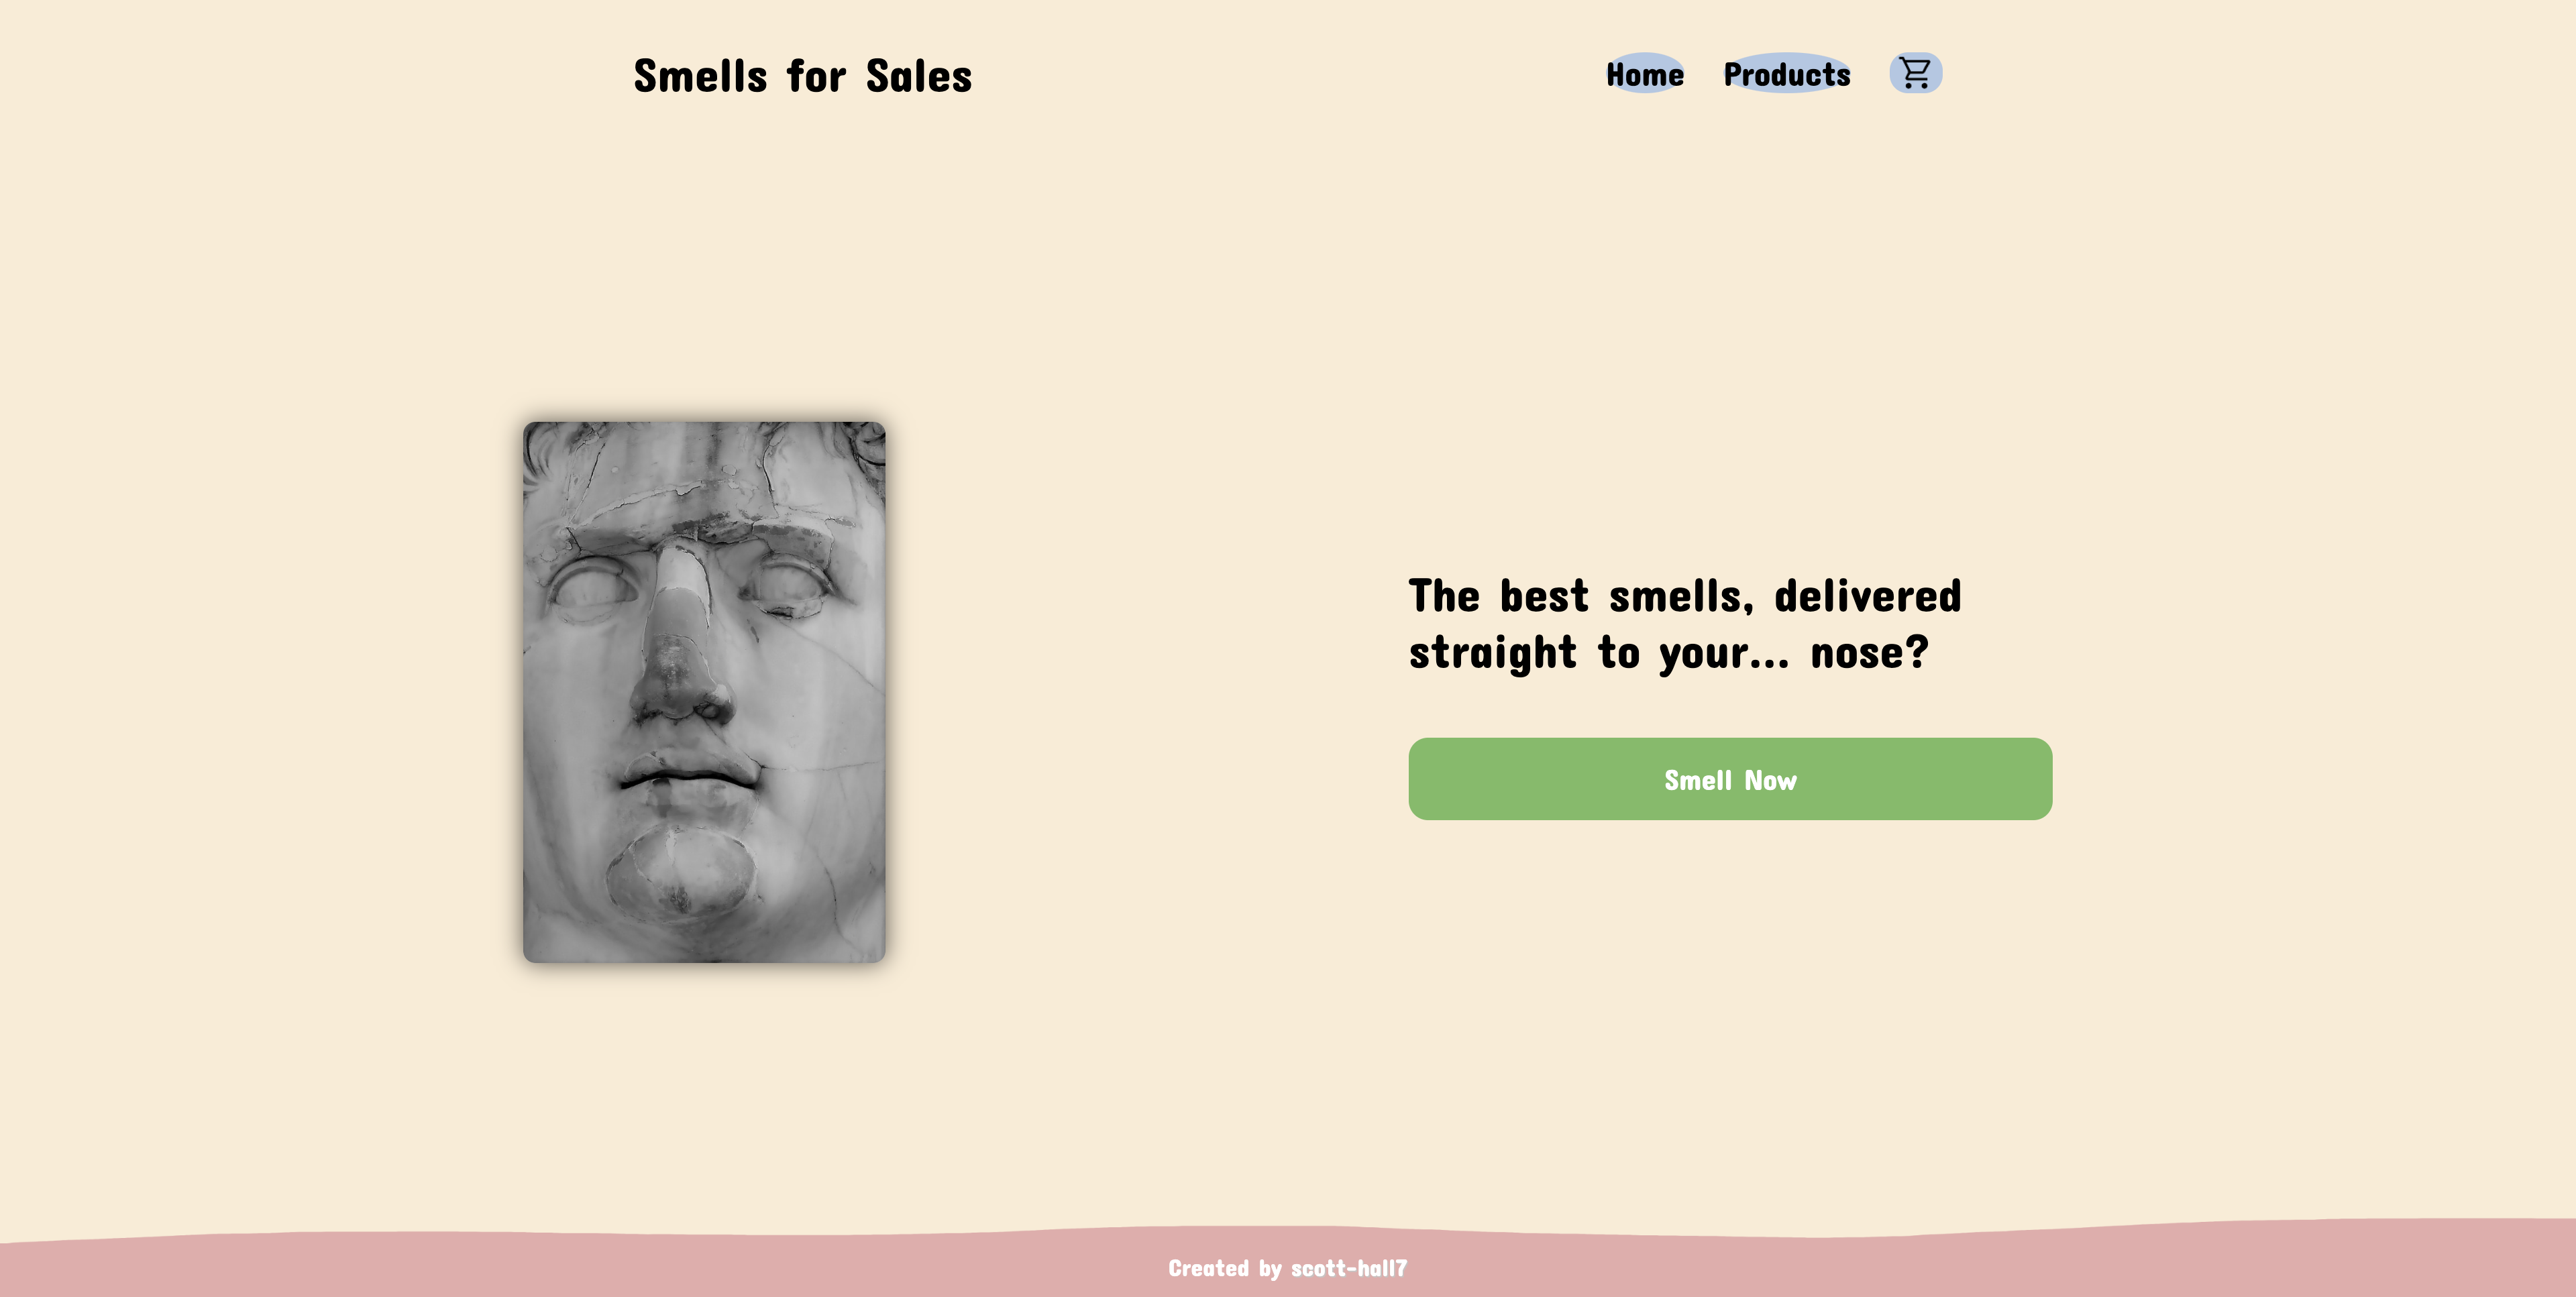 Smells for Sales
Home Products
The best smells, delivered
straight to your... nose?
Smell Now
Created by scott-hall7